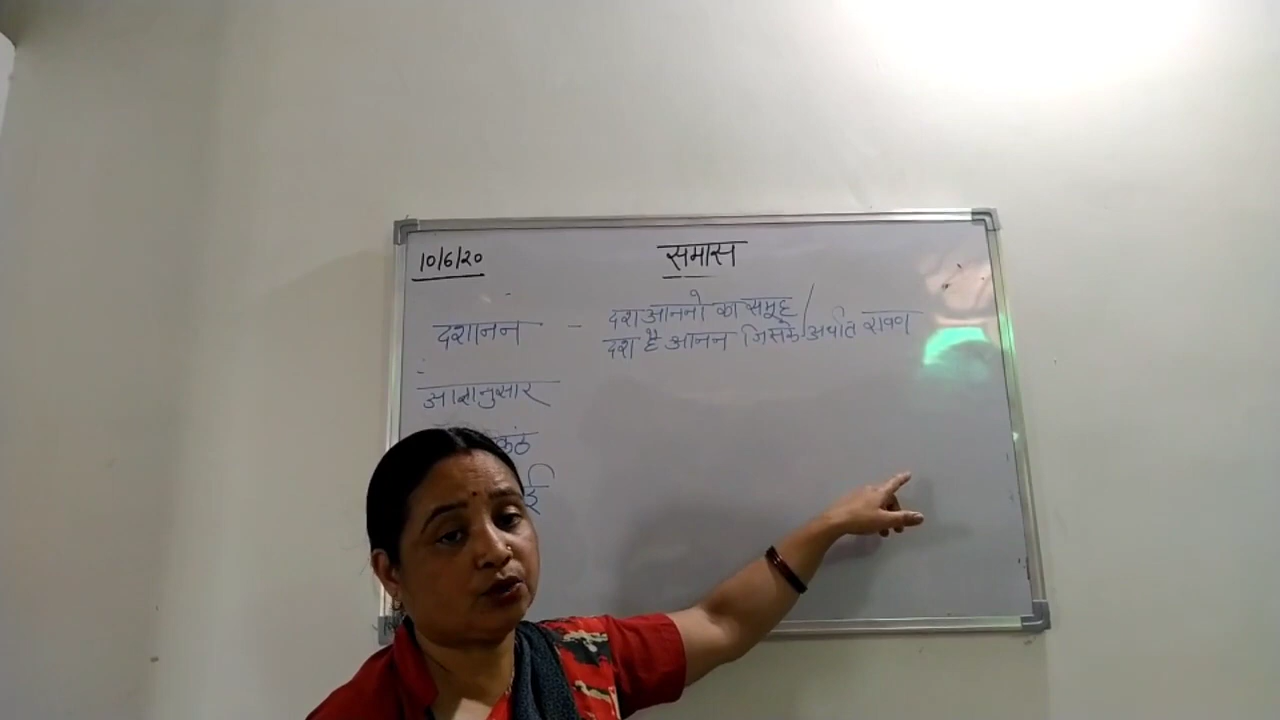 10/6/20
समास
दशानन - दश आननो का समूह /
दश है आनन जिसके अर्थात रावण
आज्ञानुसार
कंठ
ई